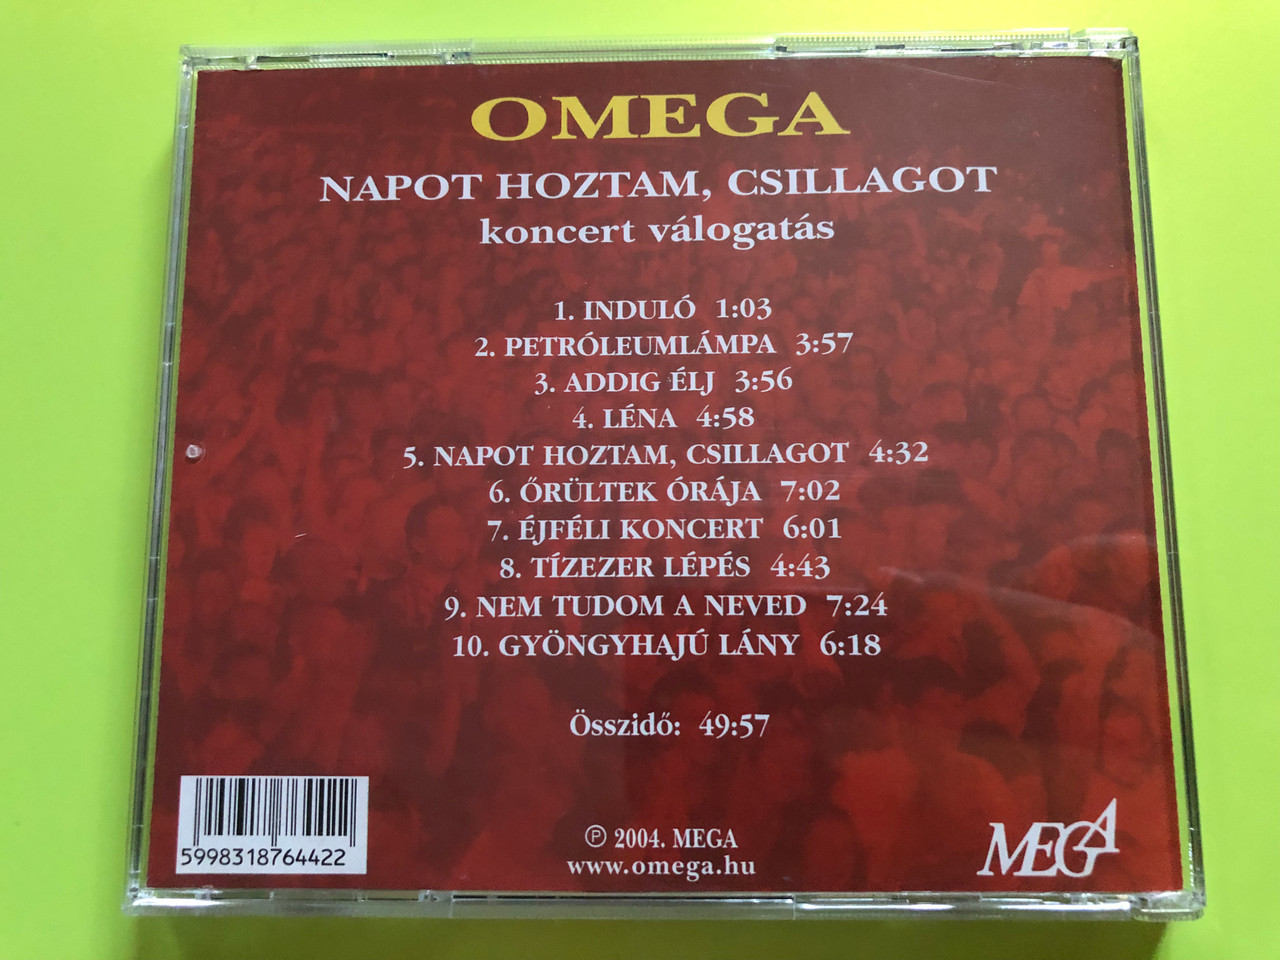 OMEGA
NAPOT HOZTAM, CSILLAGOT
koncert válogatás
1. INDULÓ 1:03
2. PETRÓLEUMLÁMPA 3:57
3. ADDIG ÉLJ 3:56
4. LÉNA 4:58
5. NAPOT HOZTAM, CSILLAGOT 4:32
6. ŐRÜLTEK ÓRÁJA 7:02
7. ÉJFÉLI KONCERT 6:01
8. TÍZEZER LÉPÉS 4:43
9. NEM TUDOM A NEVED 7:24
10. GYÖNGYHAJÚ LÁNY 6:18
Összidő: 49:57
5998318764422
℗ 2004. MEGA
www.omega.hu
MEGA